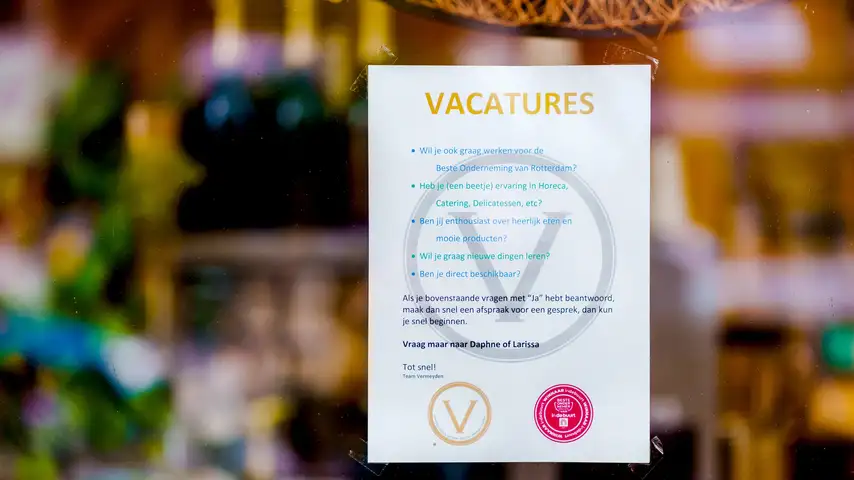 VACATURES
• Wil je ook graag werken voor de
Beste Onderneming van Rotterdam?
• Heb je (een beetje) ervaring in Horeca,
Catering, Delicatessen, etc?
• Ben jij enthousiast over heerlijk eten en
mooie producten?
• Wil je graag nieuwe dingen leren?
• Ben je direct beschikbaar?
Als je bovenstaande vragen met "Ja" hebt beantwoord,
maak dan snel een afspraak voor een gesprek, dan kun
je snel beginnen.
Vraag maar naar Daphne of Larissa
Tot snel!
Team Vermeyden
V
V
BESTE
indebuurt